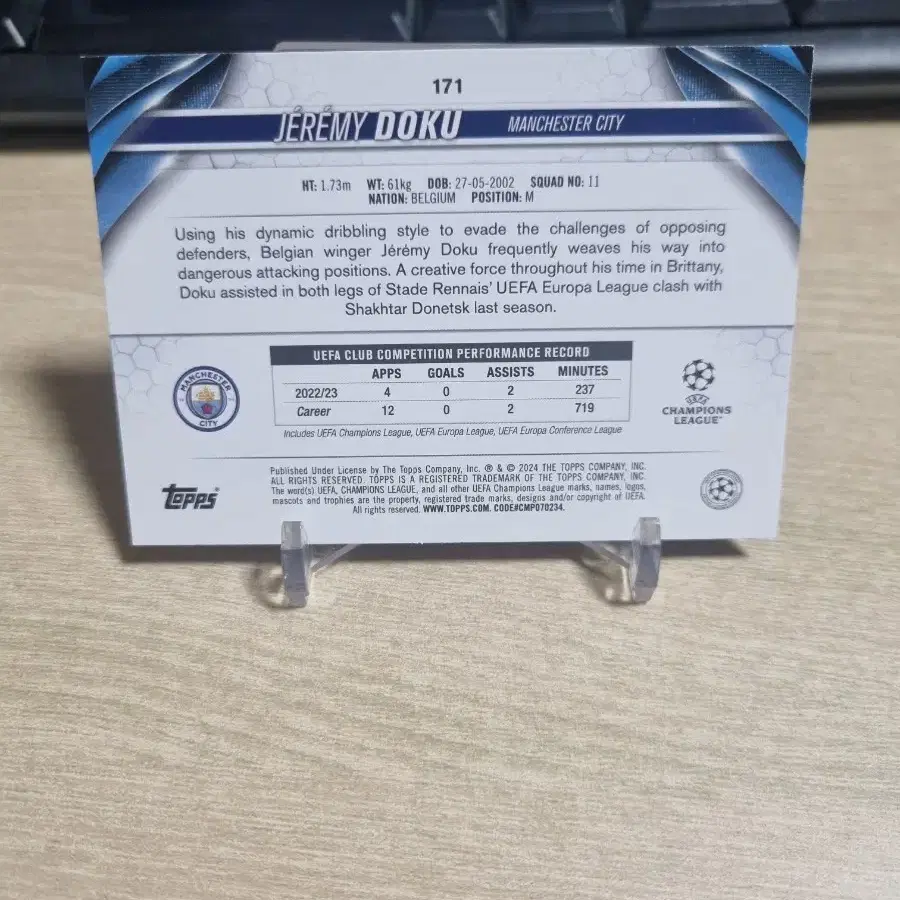 171
JÉRÉMY DOKU MANCHESTER CITY
HT: 1.73m WT: 61kg DOB: 27-05-2002 SQUAD NO: 11
NATION: BELGIUM POSITION: M
Using his dynamic dribbling style to evade the challenges of opposing
defenders, Belgian winger Jérémy Doku frequently weaves his way into
dangerous attacking positions. A creative force throughout his time in Brittany,
Doku assisted in both legs of Stade Rennais' UEFA Europa League clash with
Shakhtar Donetsk last season.
UEFA CLUB COMPETITION PERFORMANCE RECORD
APPS GOALS ASSISTS MINUTES
2022/23 4 0 2 237
Career 12 0 2 719
Includes UEFA Champions League, UEFA Europa League, UEFA Europa Conference League
MANCHESTER
CITY
UEFA
CHAMPIONS
LEAGUE
Published Under License by The Topps Company, Inc. ® & © 2024 THE TOPPS COMPANY, INC.
ALL RIGHTS RESERVED. TOPPS IS A REGISTERED TRADEMARK OF THE TOPPS COMPANY, INC.
The word(s) UEFA, CHAMPIONS LEAGUE, and all other UEFA Champions League marks, names, logos,
mascots and trophies are the property, registered trade marks, designs and/or copyright of UEFA.
All rights reserved. WWW.TOPPS.COM. CODE#CMP070234.
Topps®